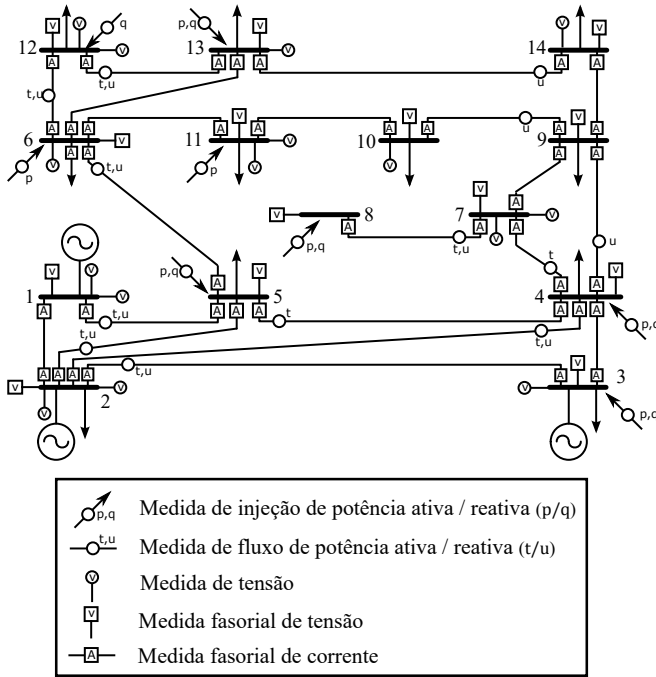 v v q p,q v v v
12 v 13 v 14
A A A A A A A
t,u t,u u
t,u
A A A A A A u A A
6 v 11 v 10 v 9 v
A A A v A v A A
p v t,u p v v
8 7 v
v A A v
p,q t,u A v
t u
p,q v v v
1 v A 5 v A A 4 v
A A A A A A A
t,u t p,q
t,u t,u
t,u
A A A A A v A
v v v 3
v 2 p,q
p,q Medida de injeção de potência ativa / reativa (p/q)
t,u Medida de fluxo de potência ativa / reativa (t/u)
v Medida de tensão
v Medida fasorial de tensão
A Medida fasorial de corrente